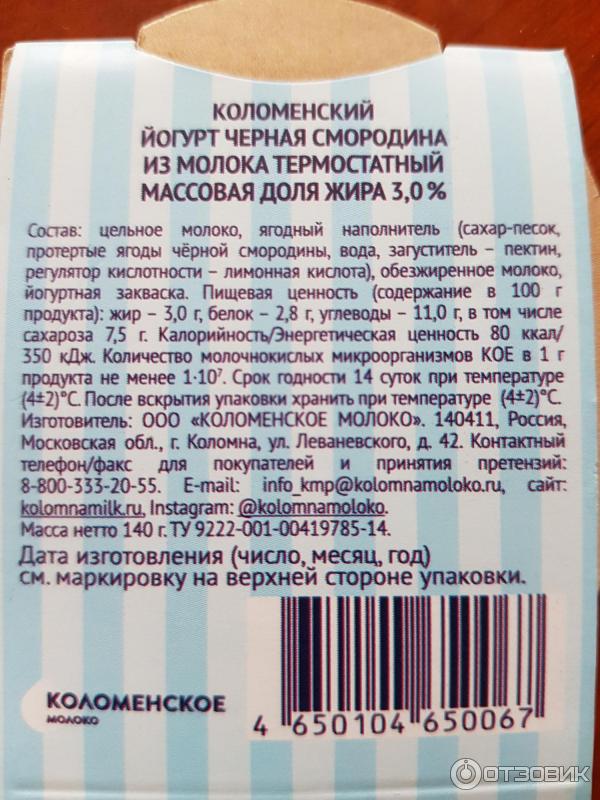 КОЛОМЕНСКИЙ
ЙОГУРТ ЧЕРНАЯ СМОРОДИНА
ИЗ МОЛОКА ТЕРМОСТАТНЫЙ
МАССОВАЯ ДОЛЯ ЖИРА 3,0 %
Состав: цельное молоко, ягодный наполнитель (сахар-песок,
протертые ягоды чёрной смородины, вода, загуститель – пектин,
регулятор кислотности – лимонная кислота), обезжиренное молоко,
йогуртная закваска. Пищевая ценность (содержание в 100 г
продукта): жир – 3,0 г, белок – 2,8 г, углеводы – 11,0 г, в том числе
сахароза 7,5 г. Калорийность/Энергетическая ценность 80 ккал/
350 кДж. Количество молочнокислых микроорганизмов КОЕ в 1 г
продукта не менее 1·10⁷. Срок годности 14 суток при температуре
(4±2)°С. После вскрытия упаковки хранить при температуре (4±2)°С.
Изготовитель: ООО «КОЛОМЕНСКОЕ МОЛОКО». 140411, Россия,
Московская обл., г. Коломна, ул. Леваневского, д. 42. Контактный
телефон/факс для покупателей и принятия претензий:
8-800-333-20-55. E-mail: info_kmp@kolomnamoloko.ru, сайт:
kolomnamilk.ru, Instagram: @kolomnamoloko.
Масса нетто 140 г. ТУ 9222-001-00419785-14.
Дата изготовления (число, месяц, год)
см. маркировку на верхней стороне упаковки.
КОЛОМЕНСКОЕ
МОЛОКО
4 650104 650067
ОТЗОВИК